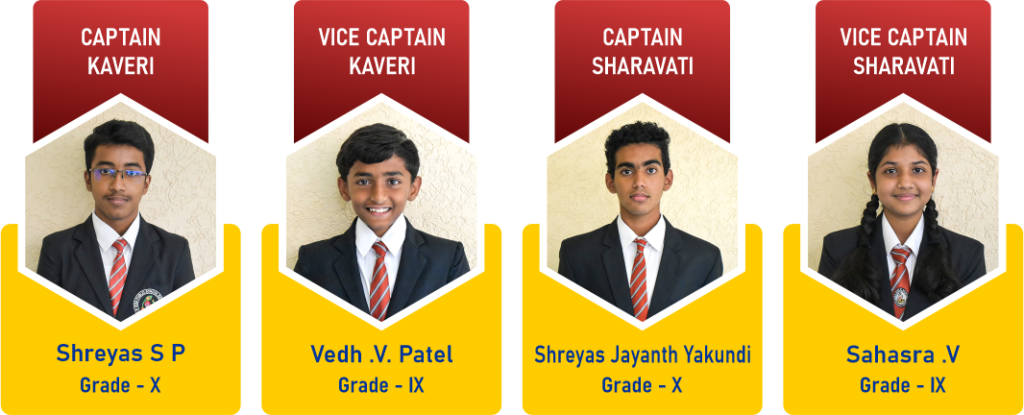 CAPTAIN
KAVERI
Shreyas S P
Grade - X
VICE CAPTAIN
KAVERI
Vedh .V. Patel
Grade - IX
CAPTAIN
SHARAVATI
Shreyas Jayanth Yakundi
Grade - X
VICE CAPTAIN
SHARAVATI
Sahasra .V
Grade - IX